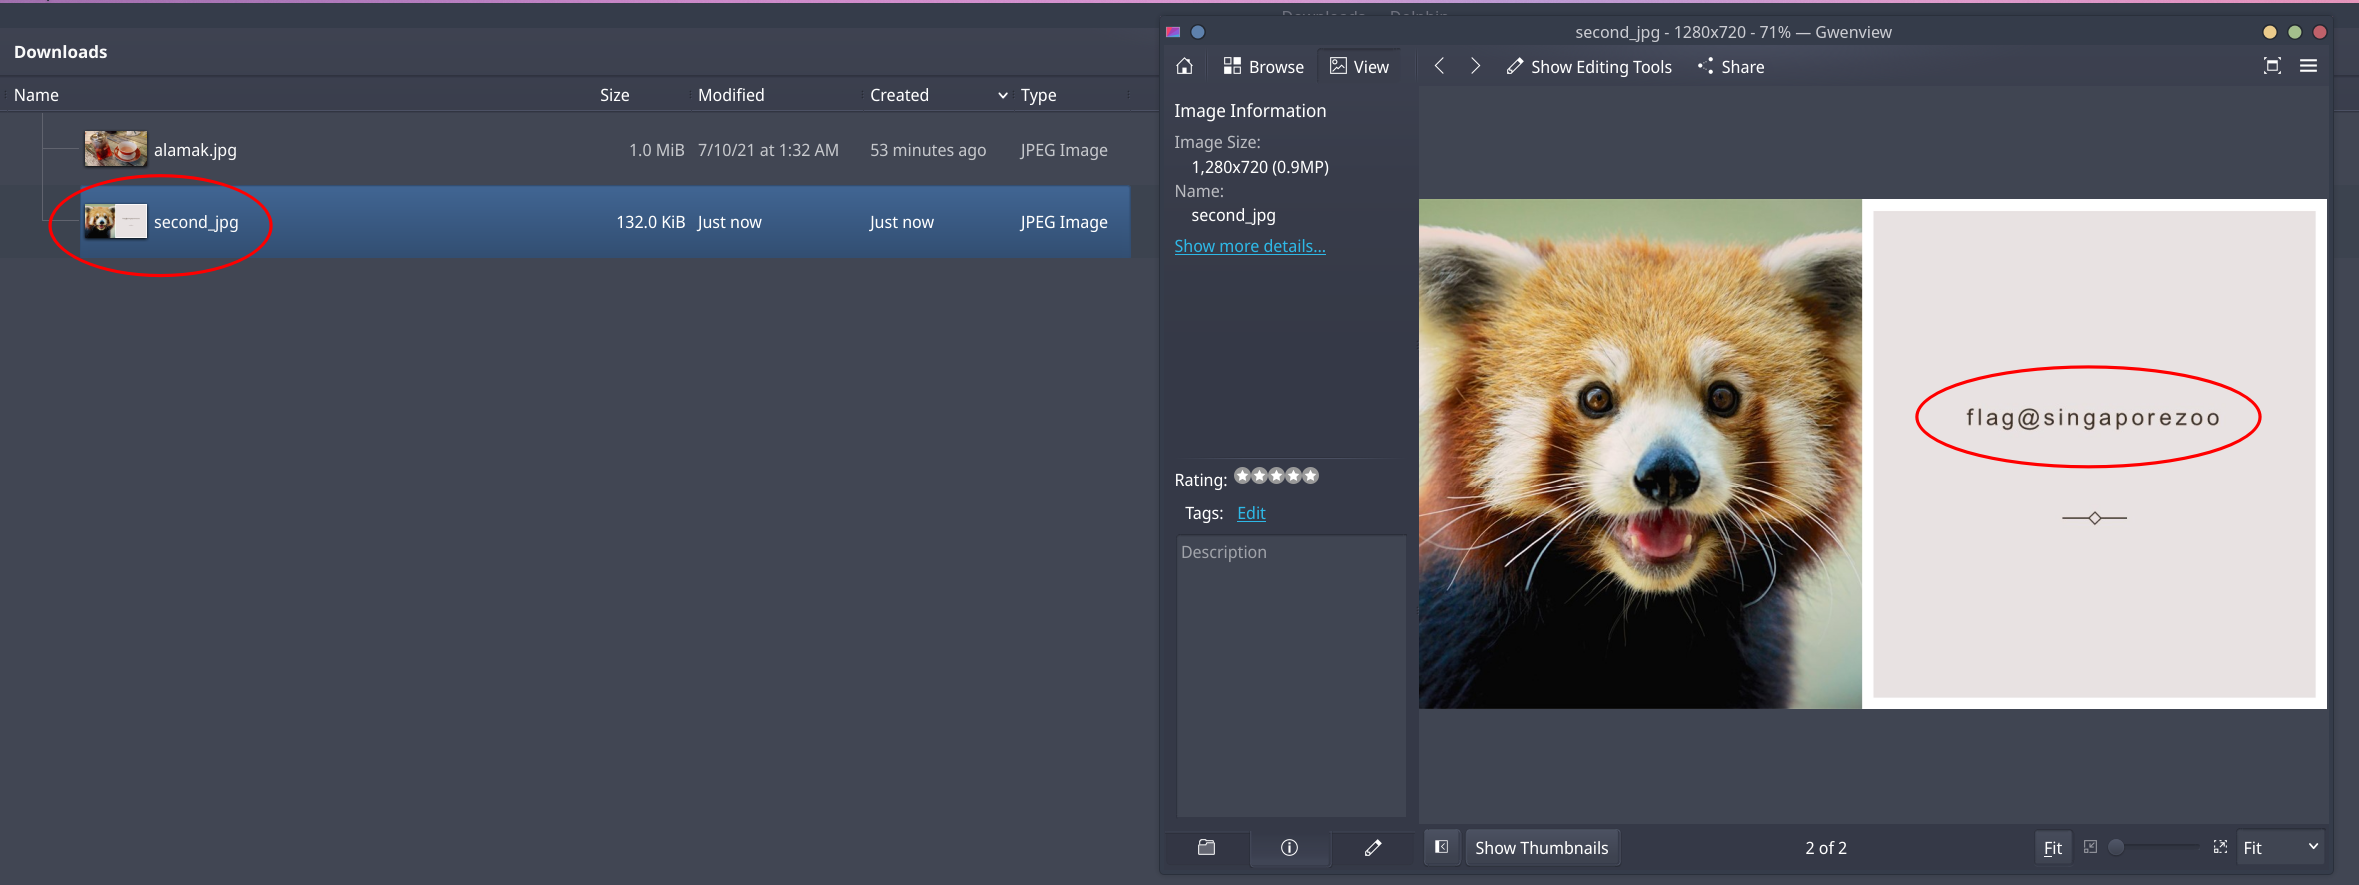 Downloads
Name Size Modified Created Type
alamak.jpg 1.0 MiB 7/10/21 at 1:32 AM 53 minutes ago JPEG Image
second_jpg 132.0 KiB Just now Just now JPEG Image
Downloads — Dolphin
second_jpg - 1280x720 - 71% — Gwenview
Browse View Show Editing Tools Share
Image Information
Image Size:
1,280x720 (0.9MP)
Name:
second_jpg
Show more details...
flag@singaporezoo
Rating:
Tags: Edit
Description
Show Thumbnails 2 of 2 Fit Fit